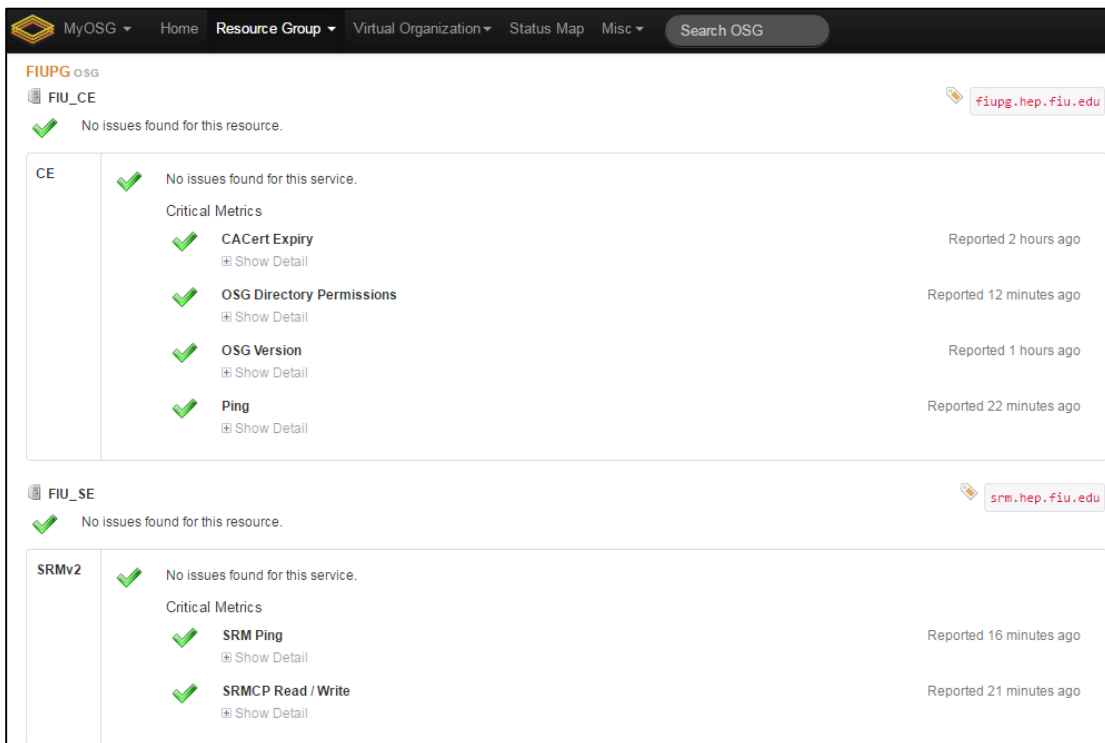 MyOSG Home Resource Group Virtual Organization Status Map Misc Search OSG
FIUPG OSG
FIU_CE fiupg.hep.fiu.edu
No issues found for this resource.
CE No issues found for this service.
Critical Metrics
CACert Expiry Reported 2 hours ago
Show Detail
OSG Directory Permissions Reported 12 minutes ago
Show Detail
OSG Version Reported 1 hours ago
Show Detail
Ping Reported 22 minutes ago
Show Detail
FIU_SE srm.hep.fiu.edu
No issues found for this resource.
SRMv2 No issues found for this service.
Critical Metrics
SRM Ping Reported 16 minutes ago
Show Detail
SRMCP Read / Write Reported 21 minutes ago
Show Detail